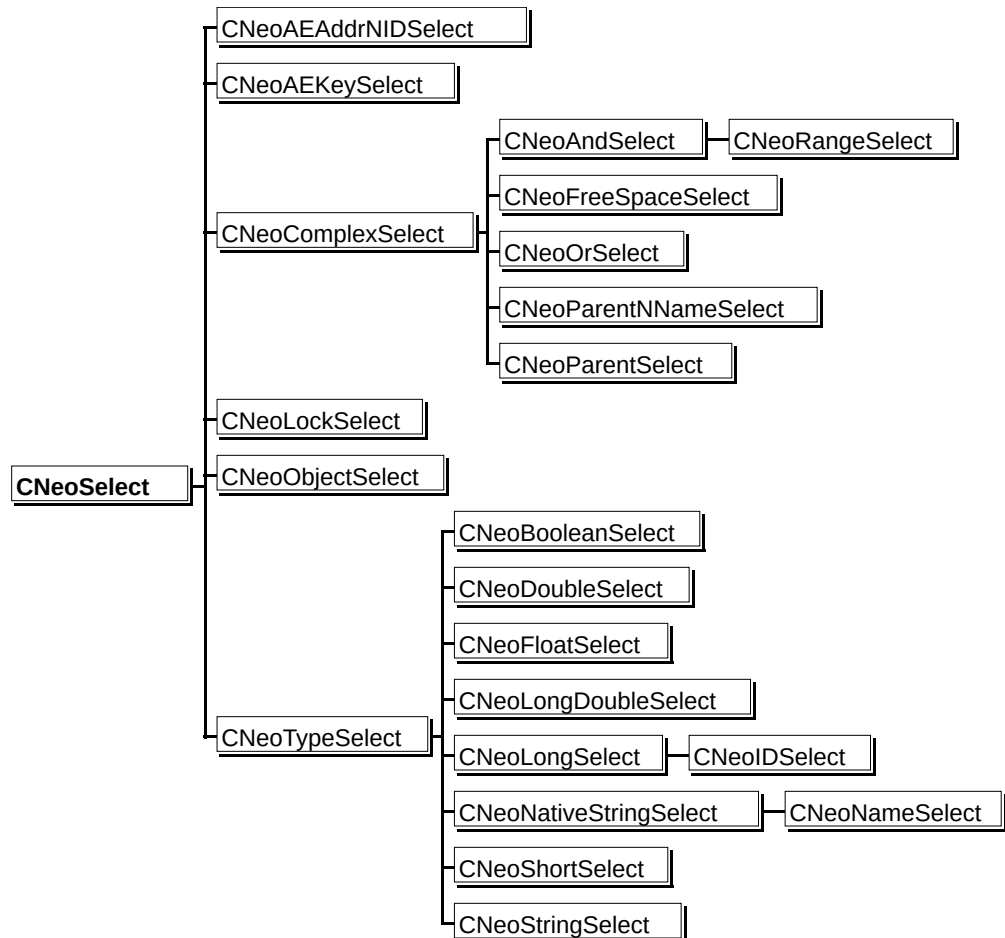 CNeoAEAddrNIDSelect
CNeoAEKeySelect
CNeoAndSelect
CNeoRangeSelect
CNeoFreeSpaceSelect
CNeoComplexSelect
CNeoOrSelect
CNeoParentNNameSelect
CNeoParentSelect
CNeoLockSelect
CNeoObjectSelect
CNeoSelect
CNeoBooleanSelect
CNeoDoubleSelect
CNeoFloatSelect
CNeoLongDoubleSelect
CNeoTypeSelect
CNeoLongSelect
CNeoIDSelect
CNeoNativeStringSelect
CNeoNameSelect
CNeoShortSelect
CNeoStringSelect